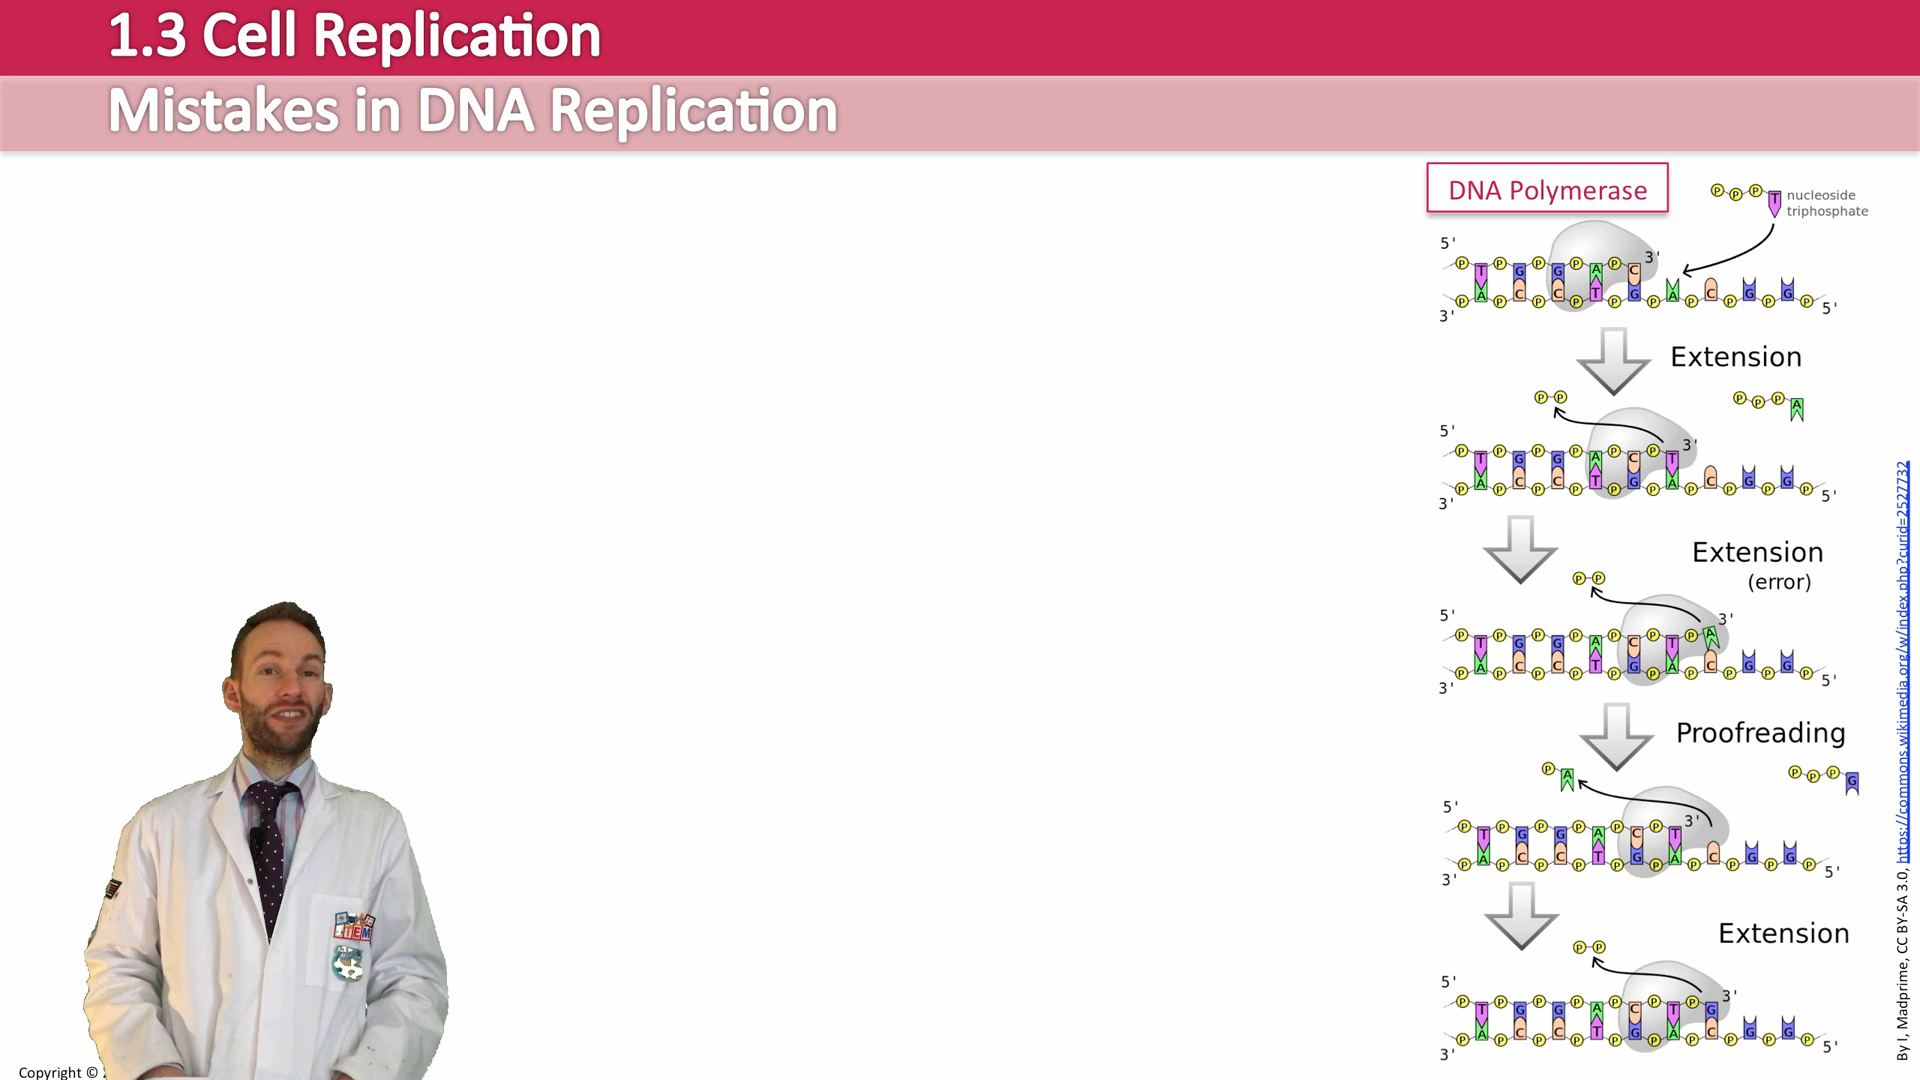 1.3 Cell Replication
Mistakes in DNA Replication
DNA Polymerase
P P P T nucleoside
triphosphate
5' 3'
P P P P P P P P P
T G G A C
A C C T G A C G G
P P P P P P P P P P
3' 5'
Extension
P P
P P P A
5' 3'
P P P P P P
T G G A C T
A C C T G A C G G
P P P P P P P P P P
3' 5'
Extension
(error)
P P
5' 3'
P P P P P P P
T G G A C T A
A C C T G A C G G
P P P P P P P P P P
3' 5'
Proofreading
P A
P P P G
5' 3'
P P P P P P
T G G A C T
A C C T G A C G G
P P P P P P P P P P
3' 5'
Extension
P P
5' 3'
P P P P P P P
T G G A C T G
A C C T G A C G G
P P P P P P P P P P
3' 5'
By I, Madprime, CC BY-SA 3.0, https://commons.wikimedia.org/w/index.php?curid=2527732
STEM
Copyright ©